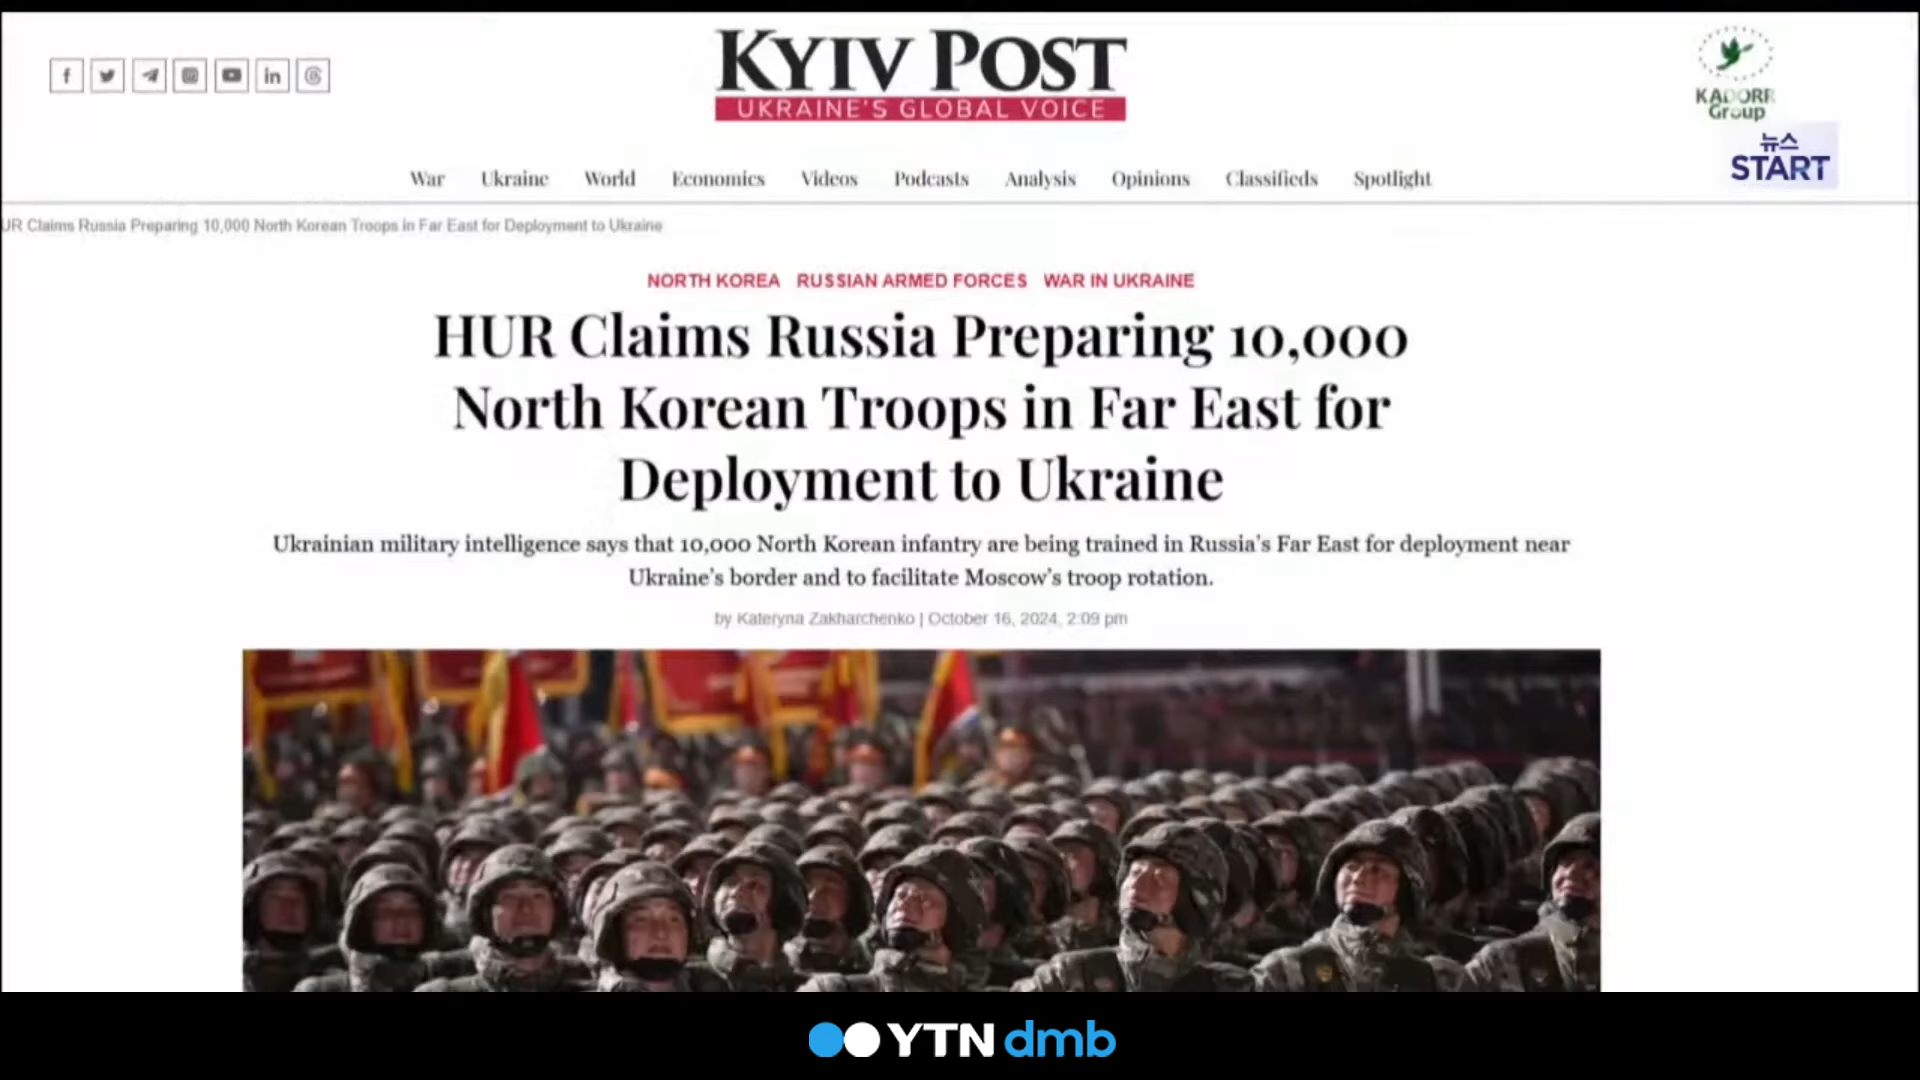 KYIV POST
UKRAINE'S GLOBAL VOICE
KADORR
Group
뉴스
START
War Ukraine World Economics Videos Podcasts Analysis Opinions Classifieds Spotlight
UR Claims Russia Preparing 10,000 North Korean Troops in Far East for Deployment to Ukraine
NORTH KOREA RUSSIAN ARMED FORCES WAR IN UKRAINE
HUR Claims Russia Preparing 10,000
North Korean Troops in Far East for
Deployment to Ukraine
Ukrainian military intelligence says that 10,000 North Korean infantry are being trained in Russia's Far East for deployment near
Ukraine's border and to facilitate Moscow's troop rotation.
by Kateryna Zakharchenko | October 16, 2024, 2:09 pm
YTN dmb